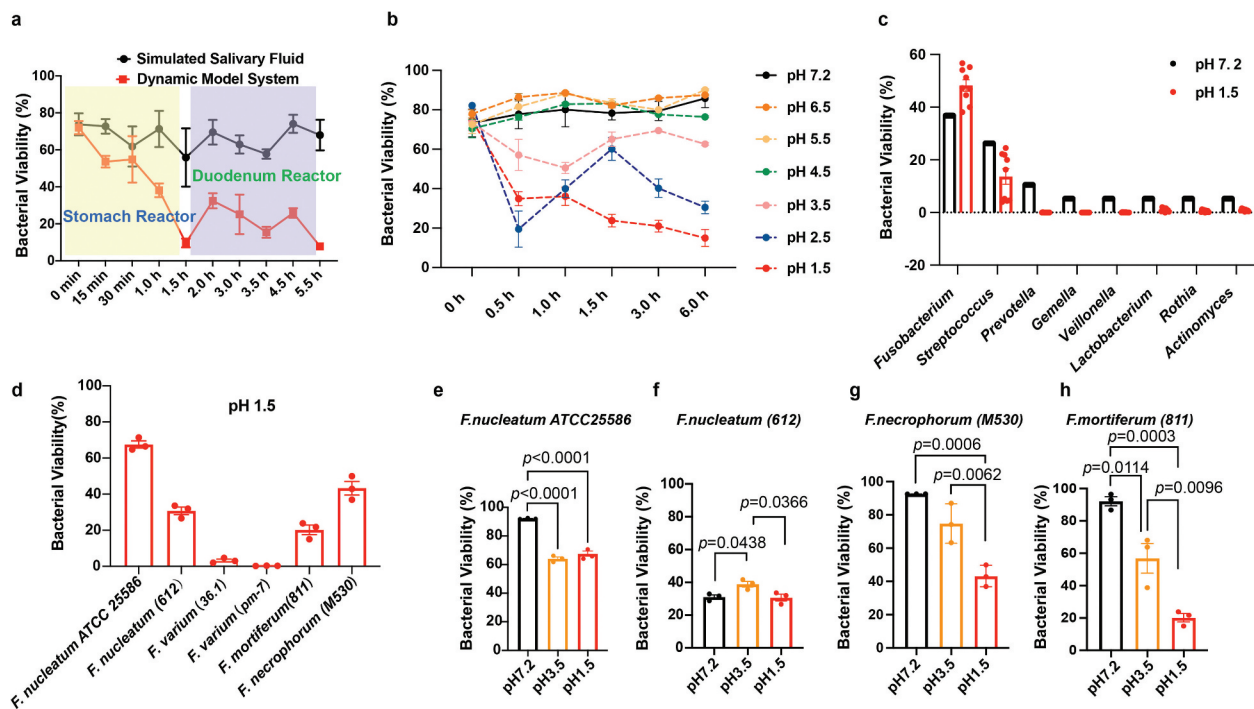 a
Simulated Salivary Fluid
Dynamic Model System
Bacterial Viability (%)
100
80
60
40
20
0
Stomach Reactor
Duodenum Reactor
0 min
15 min
30 min
1.0 h
1.5 h
2.0 h
3.0 h
3.5 h
4.5 h
5.5 h
b
Bacterial Viability (%)
100
80
60
40
20
0
0 h
0.5 h
1.0 h
1.5 h
3.0 h
6.0 h
pH 7.2
pH 6.5
pH 5.5
pH 4.5
pH 3.5
pH 2.5
pH 1.5
c
Bacterial Viability (%)
60
40
20
0
-20
pH 7.2
pH 1.5
Fusobacterium
Streptococcus
Prevotella
Gemella
Veillonella
Lactobacterium
Rothia
Actinomyces
d
pH 1.5
Bacterial Viability(%)
100
80
60
40
20
0
F. nucleatum ATCC 25586
F. nucleatum (612)
F. varium (36.1)
F. varium (pm-7)
F. mortiferum(811)
F. necrophorum (M530)
e
F.nucleatum ATCC25586
p<0.0001
p<0.0001
Bacterial Viability (%)
100
80
60
40
20
0
pH7.2
pH3.5
pH1.5
f
F.nucleatum (612)
p=0.0366
p=0.0438
Bacterial Viability (%)
100
80
60
40
20
0
pH7.2
pH3.5
pH1.5
g
F.necrophorum (M530)
p=0.0006
p=0.0062
Bacterial Viability (%)
100
80
60
40
20
0
pH7.2
pH3.5
pH1.5
h
F.mortiferum (811)
p=0.0003
p=0.0114
p=0.0096
Bacterial Viability (%)
100
80
60
40
20
0
pH7.2
pH3.5
pH1.5